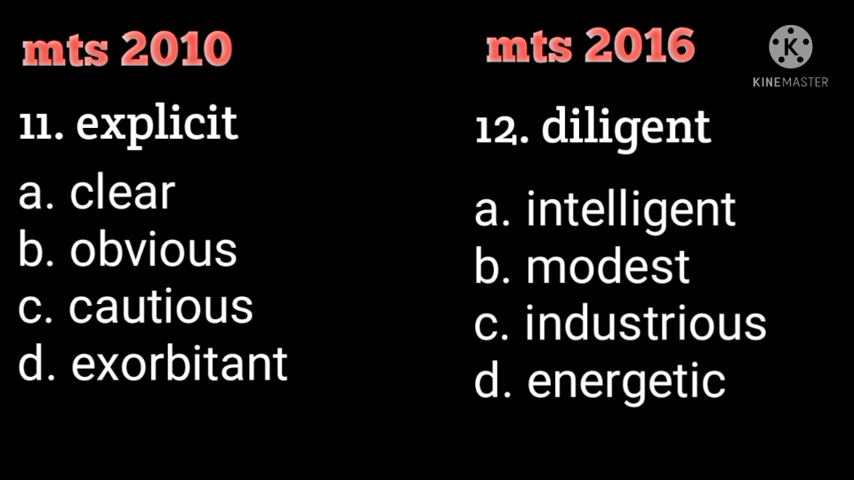 mts 2010
11. explicit
a. clear
b. obvious
c. cautious
d. exorbitant
mts 2016
12. diligent
a. intelligent
b. modest
c. industrious
d. energetic
K
KINEMASTER